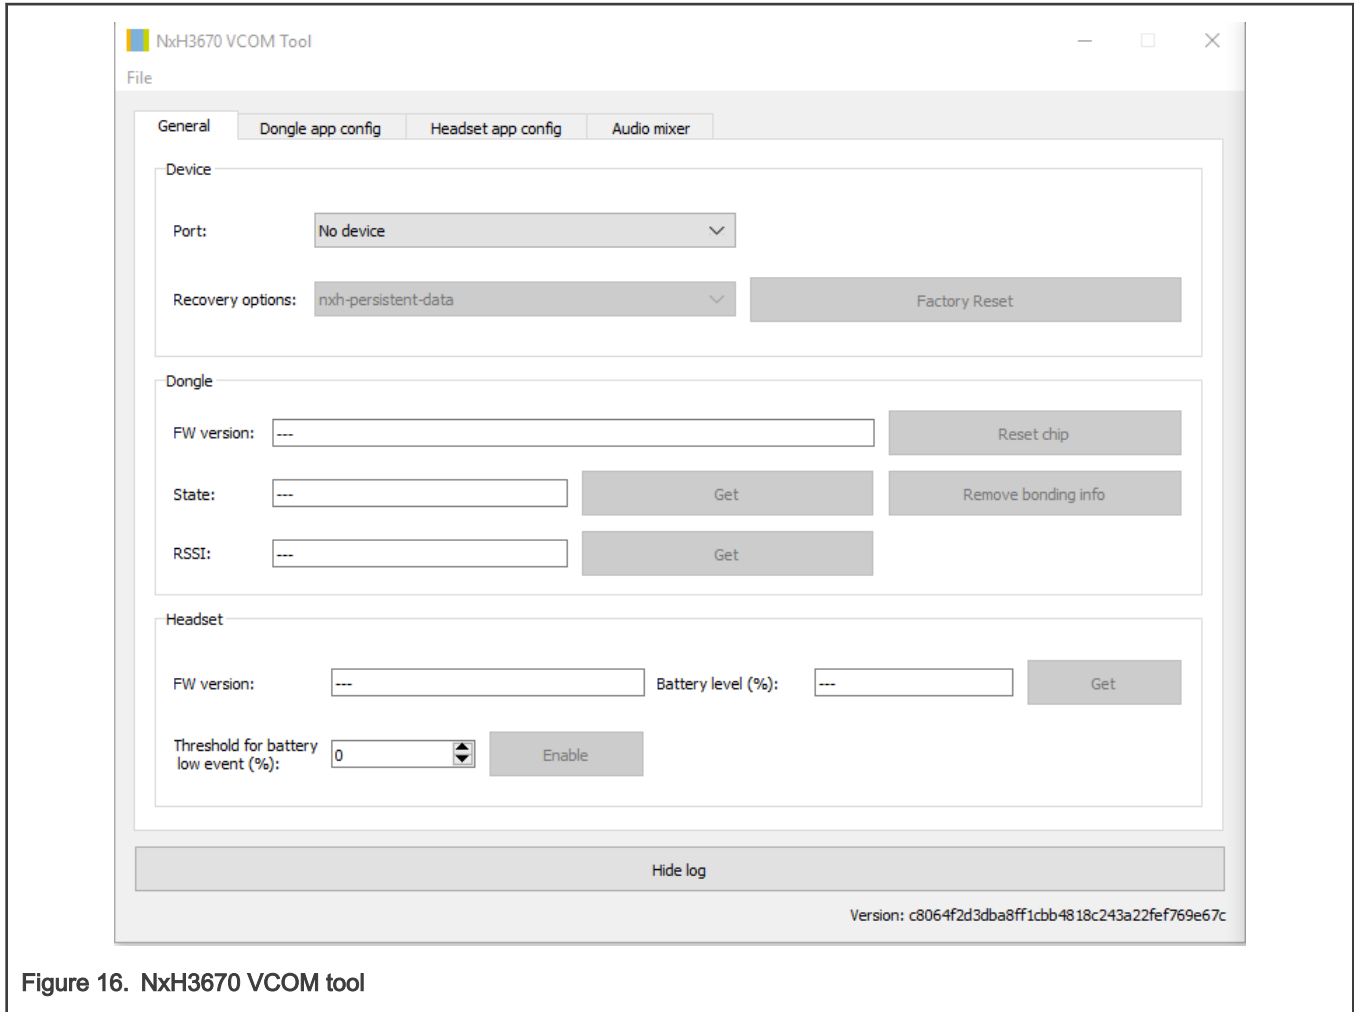 NxH3670 VCOM Tool
File
General
Dongle app config
Headset app config
Audio mixer
Device
Port:
No device
Recovery options:
nxh-persistent-data
Factory Reset
Dongle
FW version:
---
Reset chip
State:
---
Get
Remove bonding info
RSSI:
---
Get
Headset
FW version:
---
Battery level (%):
---
Get
Threshold for battery
low event (%):
0
Enable
Hide log
Version: c8064f2d3dba8ff1cbb4818c243a22fef769e67c
Figure 16. NxH3670 VCOM tool